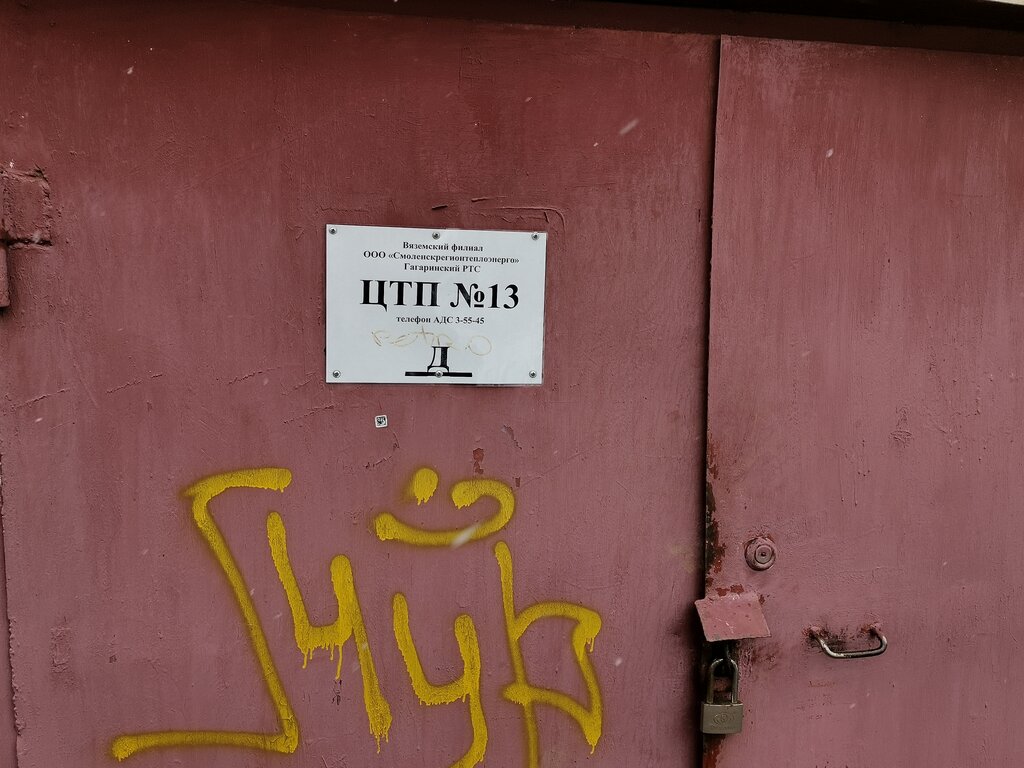 Вяземский филиал
ООО «Смоленскрегионтеплоэнерго»
Гагаринский РТС
ЦТП №13
телефон АДС 3-55-45
Д